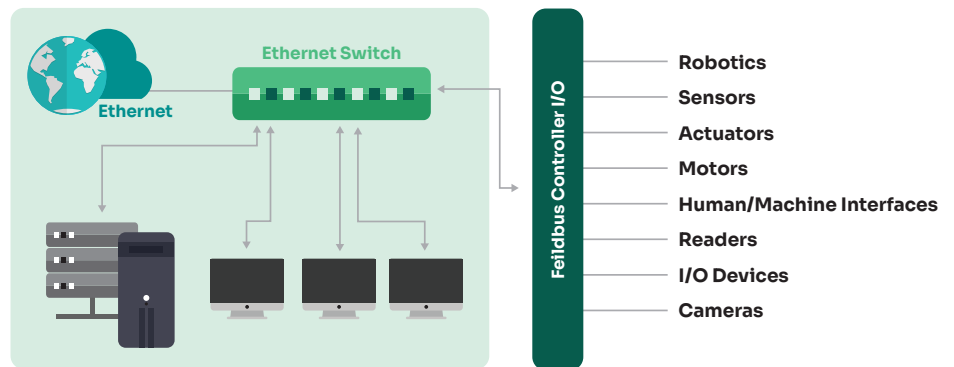 Ethernet Switch
Ethernet
Feildbus Controller I/O
Robotics
Sensors
Actuators
Motors
Human/Machine Interfaces
Readers
I/O Devices
Cameras